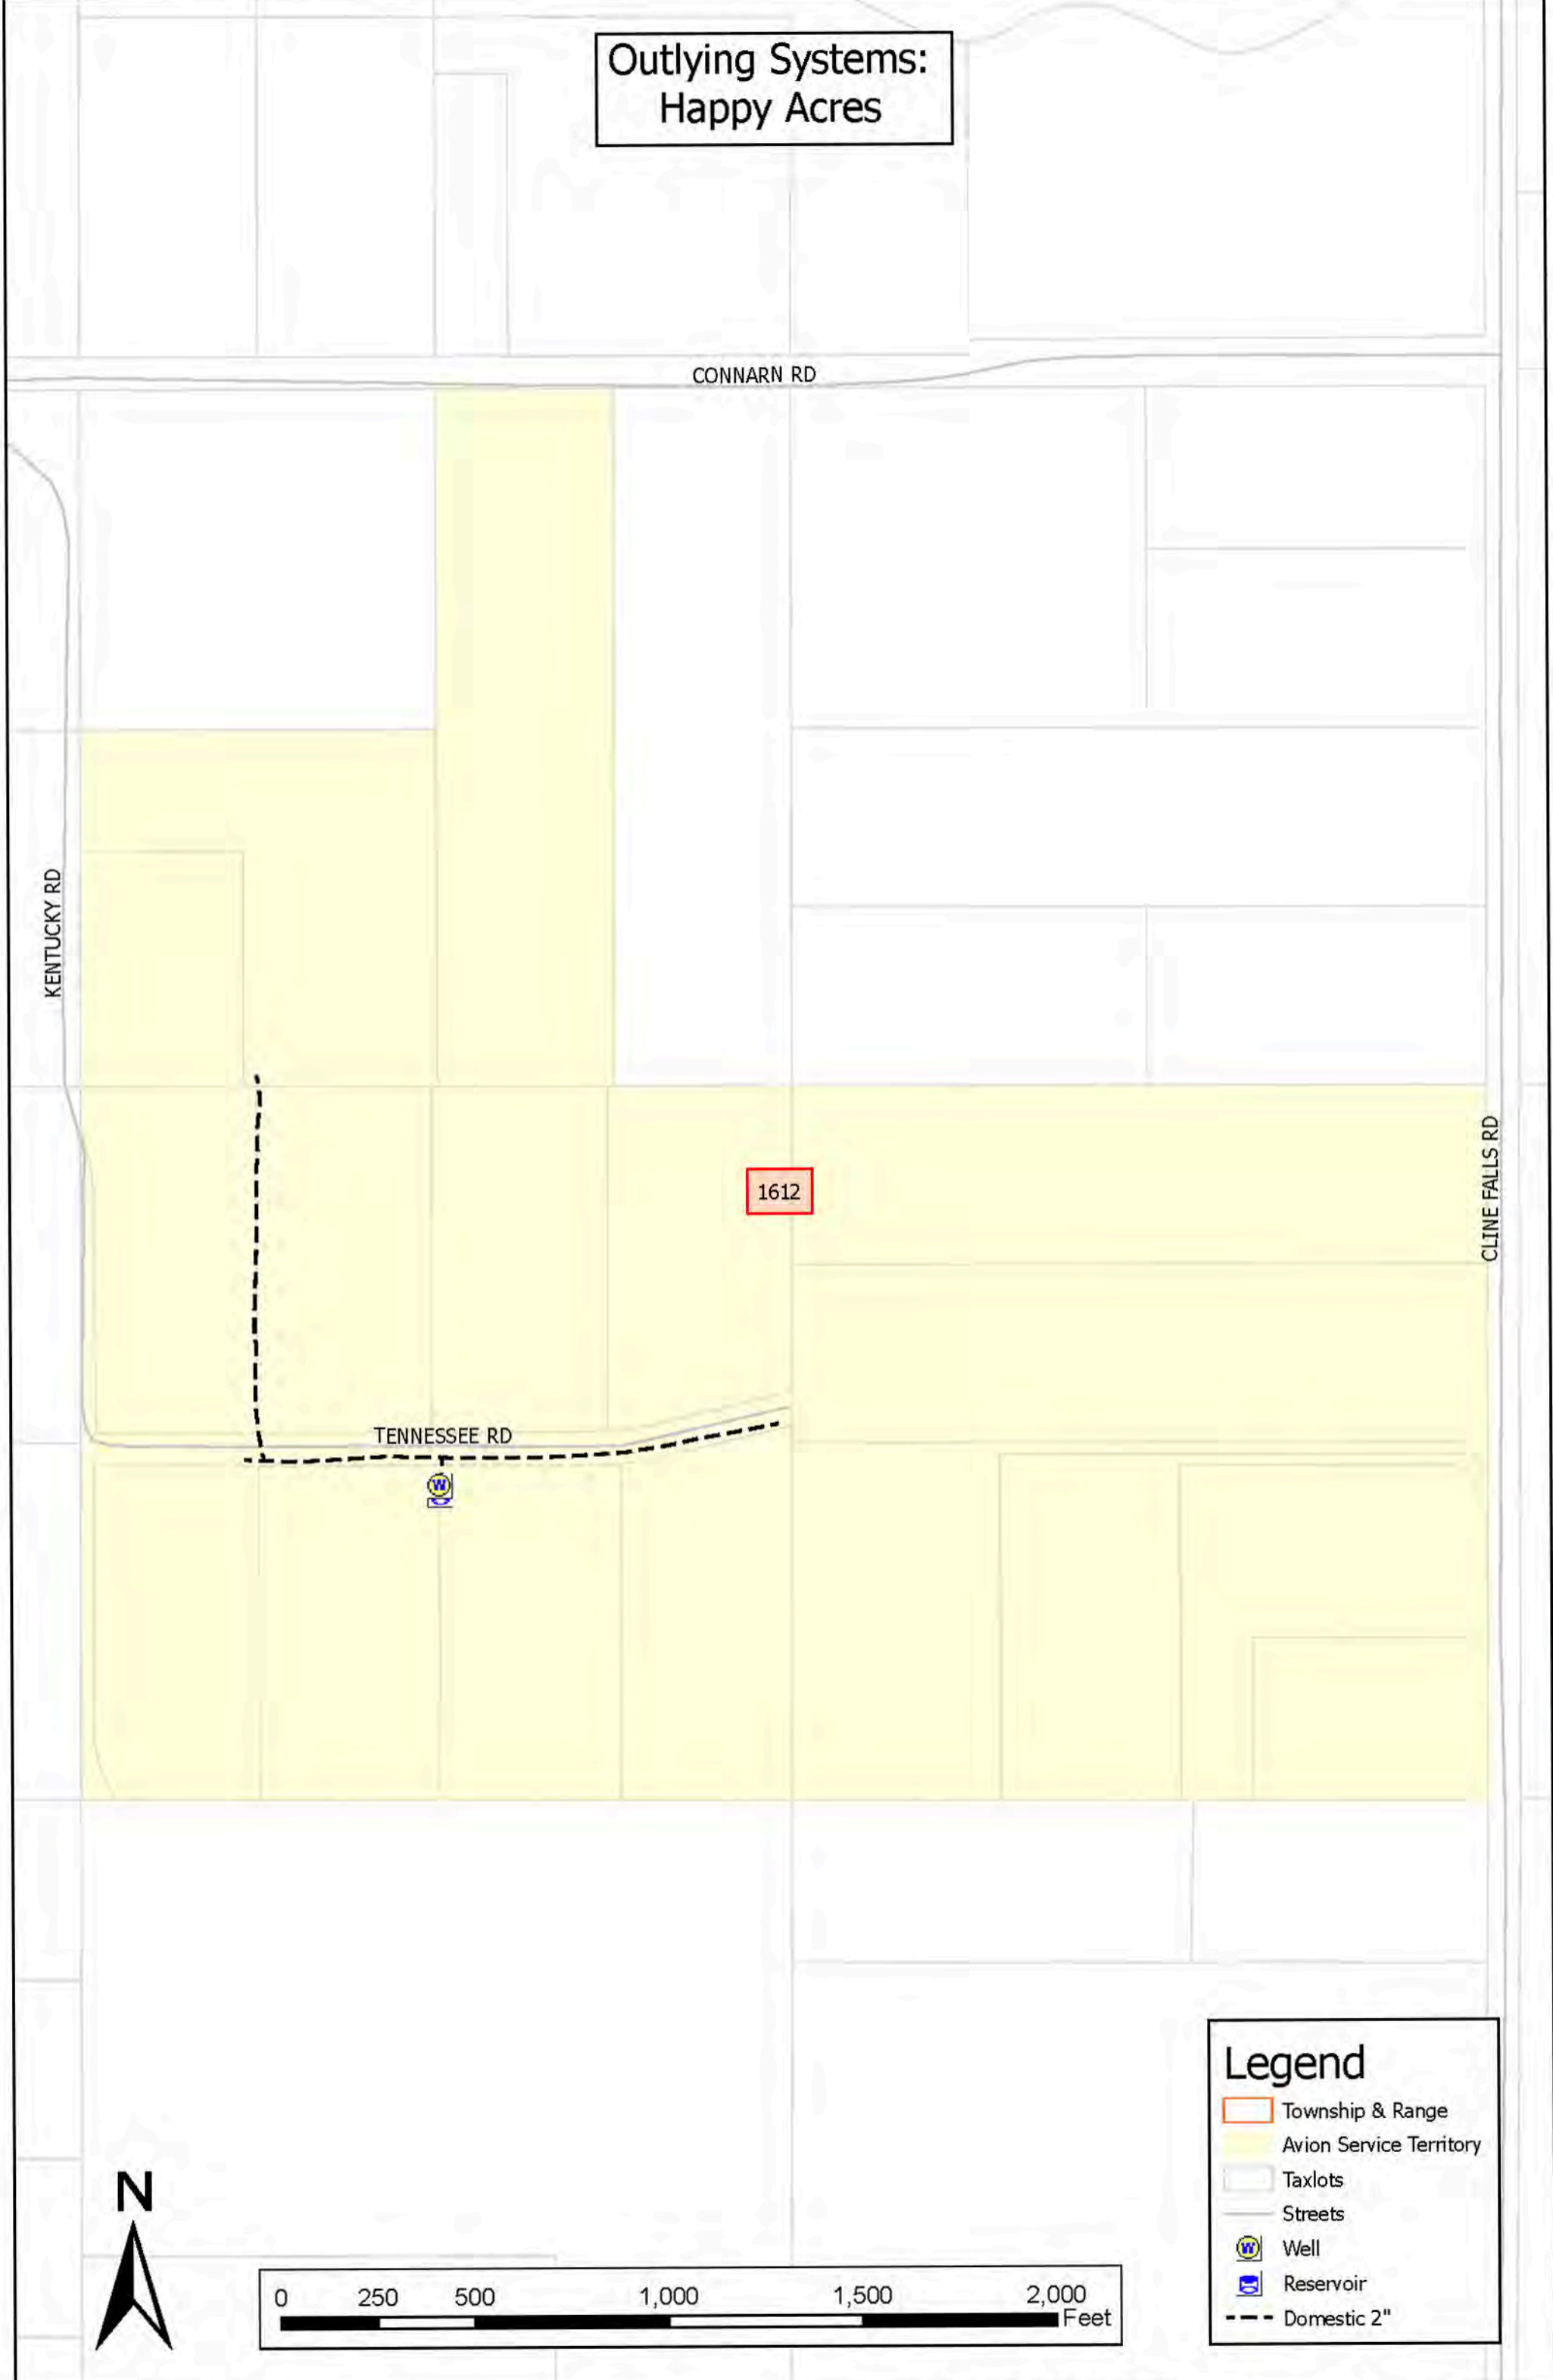 Outlying Systems:
Happy Acres
CONNARN RD
KENTUCKY RD
CLINE FALLS RD
1612
TENNESSEE RD
W
Legend
Township & Range
Avion Service Territory
Taxlots
Streets
W Well
Reservoir
Domestic 2"
N
0 250 500 1,000 1,500 2,000
Feet